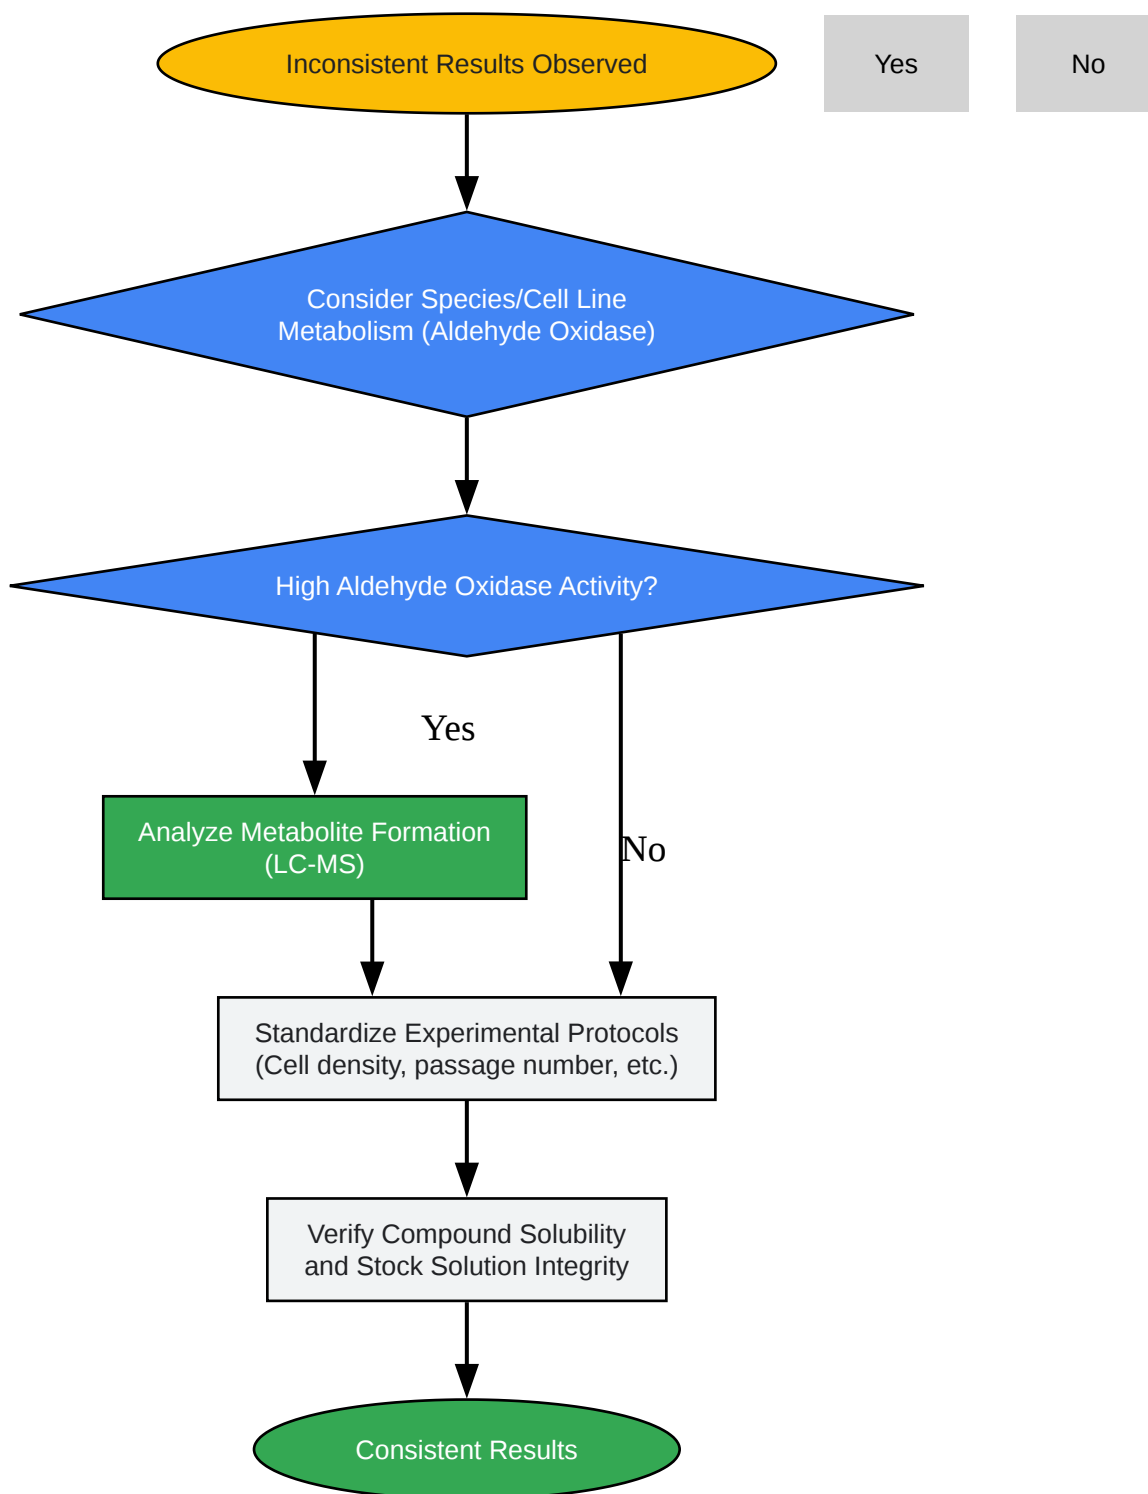 Inconsistent Results Observed
Yes
No
Consider Species/Cell Line
Metabolism (Aldehyde Oxidase)
High Aldehyde Oxidase Activity?
Yes
Analyze Metabolite Formation
(LC-MS)
No
Standardize Experimental Protocols
(Cell density, passage number, etc.)
Verify Compound Solubility
and Stock Solution Integrity
Consistent Results